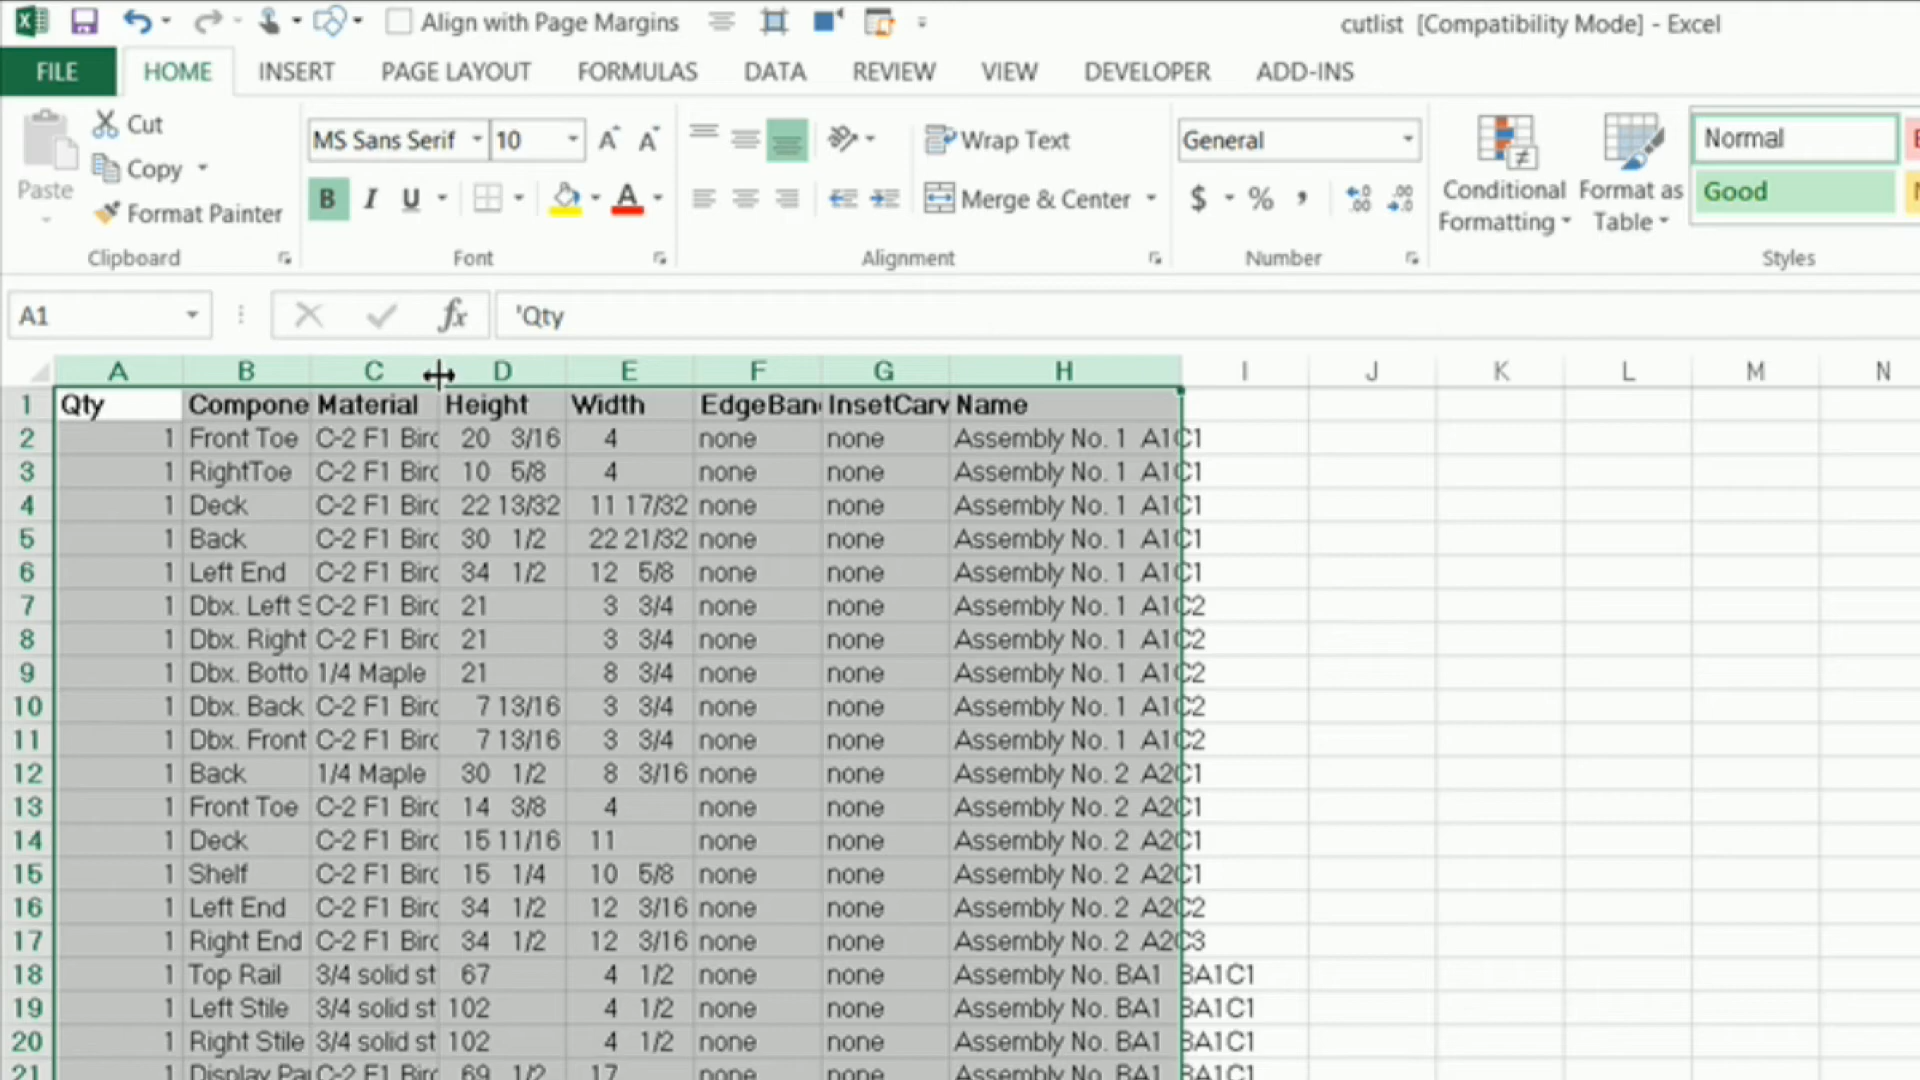 Align with Page Margins
cutlist [Compatibility Mode] - Excel
FILE HOME INSERT PAGE LAYOUT FORMULAS DATA REVIEW VIEW DEVELOPER ADD-INS
Paste
Cut
Copy
Format Painter
Clipboard
MS Sans Serif 10
B I U A
Font
Wrap Text
Merge & Center
Alignment
General
$ % , .0 .00
Number
Conditional Formatting
Format as Table
Normal
Good
Styles
A1 fx 'Qty
A B C D E F G H I J K L M N
1 Qty Compone Material Height Width EdgeBan InsetCarv Name
2 1 Front Toe C-2 F1 Birc 20 3/16 4 none none Assembly No. 1 A1C1
3 1 RightToe C-2 F1 Birc 10 5/8 4 none none Assembly No. 1 A1C1
4 1 Deck C-2 F1 Birc 22 13/32 11 17/32 none none Assembly No. 1 A1C1
5 1 Back C-2 F1 Birc 30 1/2 22 21/32 none none Assembly No. 1 A1C1
6 1 Left End C-2 F1 Birc 34 1/2 12 5/8 none none Assembly No. 1 A1C1
7 1 Dbx. Left S C-2 F1 Birc 21 3 3/4 none none Assembly No. 1 A1C2
8 1 Dbx. Right C-2 F1 Birc 21 3 3/4 none none Assembly No. 1 A1C2
9 1 Dbx. Botto 1/4 Maple 21 8 3/4 none none Assembly No. 1 A1C2
10 1 Dbx. Back C-2 F1 Birc 7 13/16 3 3/4 none none Assembly No. 1 A1C2
11 1 Dbx. Front C-2 F1 Birc 7 13/16 3 3/4 none none Assembly No. 1 A1C2
12 1 Back 1/4 Maple 30 1/2 8 3/16 none none Assembly No. 2 A2C1
13 1 Front Toe C-2 F1 Birc 14 3/8 4 none none Assembly No. 2 A2C1
14 1 Deck C-2 F1 Birc 15 11/16 11 none none Assembly No. 2 A2C1
15 1 Shelf C-2 F1 Birc 15 1/4 10 5/8 none none Assembly No. 2 A2C1
16 1 Left End C-2 F1 Birc 34 1/2 12 3/16 none none Assembly No. 2 A2C2
17 1 Right End C-2 F1 Birc 34 1/2 12 3/16 none none Assembly No. 2 A2C3
18 1 Top Rail 3/4 solid st 67 4 1/2 none none Assembly No. BA1 BA1C1
19 1 Left Stile 3/4 solid st 102 4 1/2 none none Assembly No. BA1 BA1C1
20 1 Right Stile 3/4 solid st 102 4 1/2 none none Assembly No. BA1 BA1C1
21 1 Display Pa C-2 F1 Birc 69 1/2 17 none none Assembly No. BA1 BA1C1